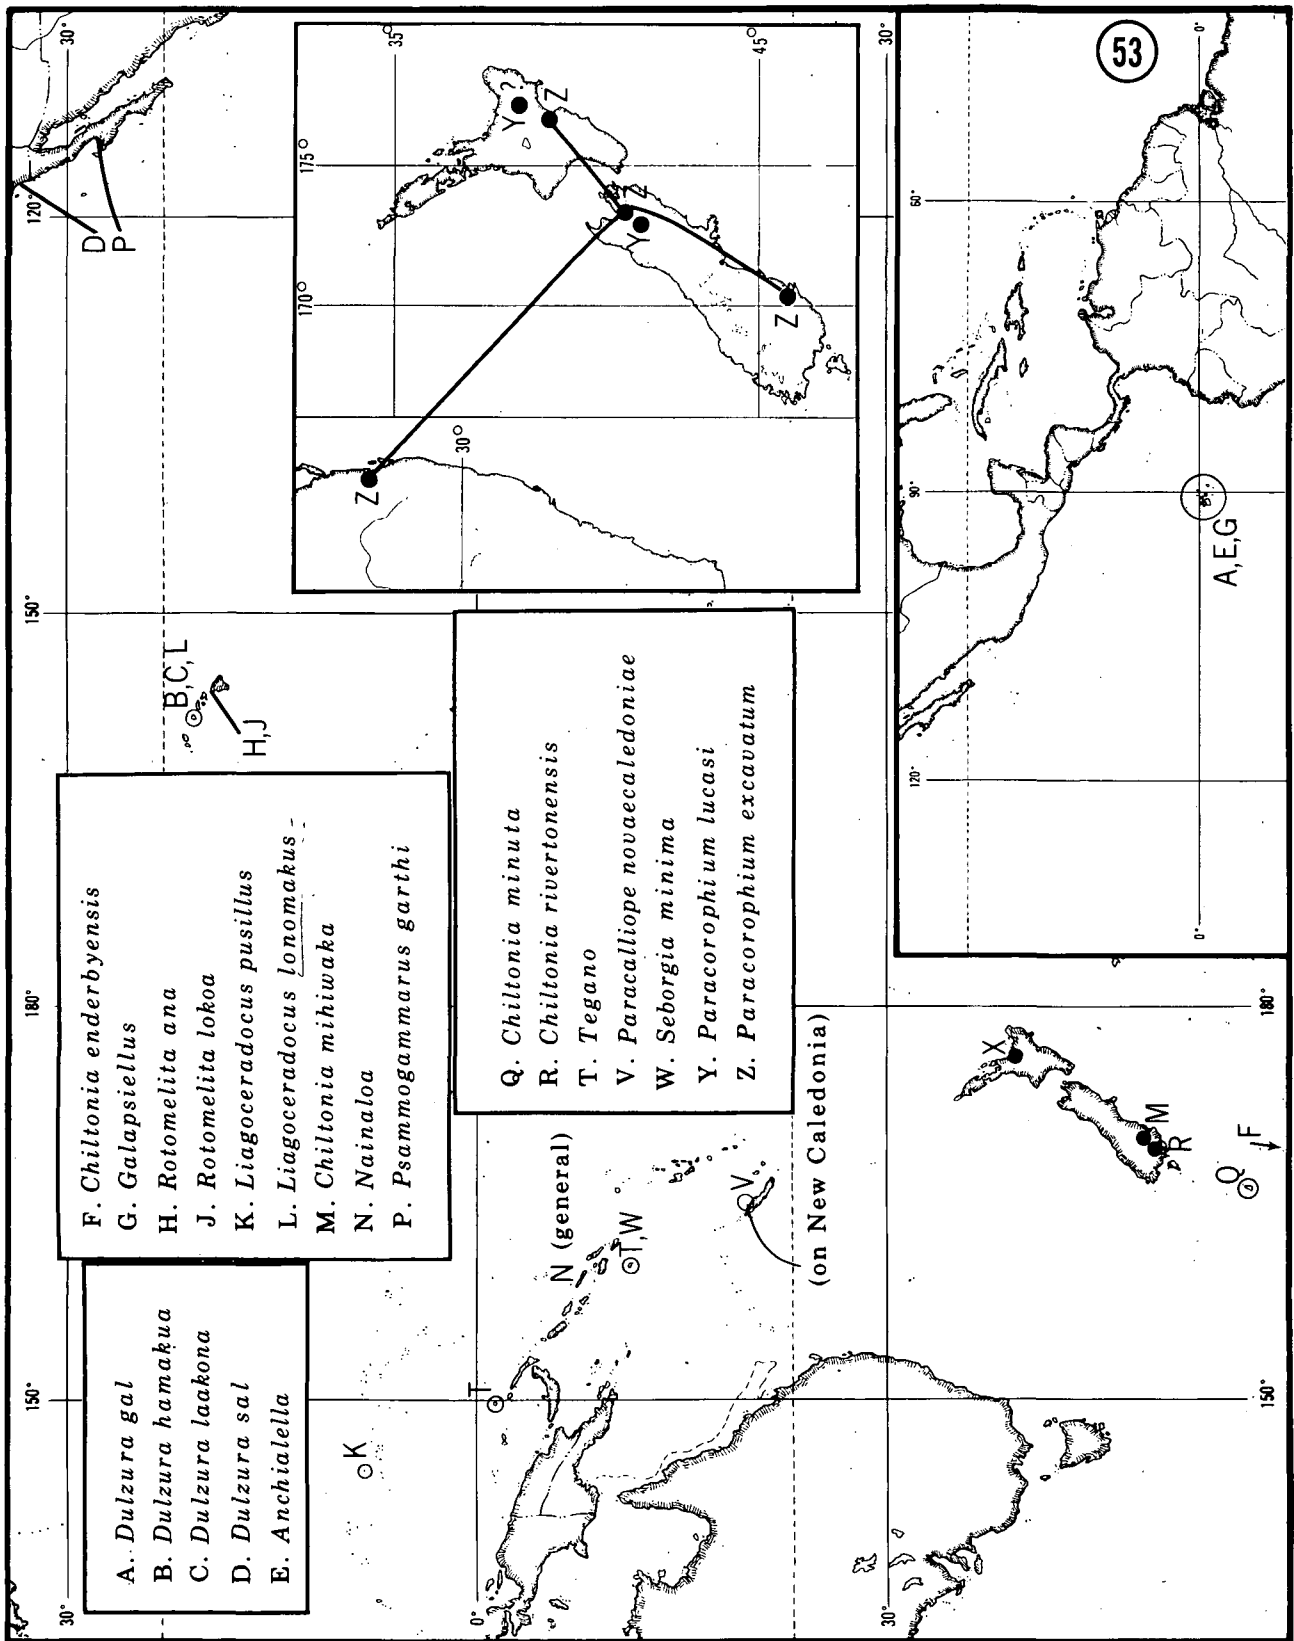 A. Dulzura gal
B. Dulzura hamakua
C. Dulzura laakona
D. Dulzura sal
E. Anchialella
F. Chiltonia enderbyensis
G. Galapsiellus
H. Rotomelita ana
J. Rotomelita lokoa
K. Liagoceradocus pusillus
L. Liagoceradocus lonomakus
M. Chiltonia mihiwaka
N. Nainaloa
P. Psammogammarus garthi
Q. Chiltonia minuta
R. Chiltonia rivertonensis
T. Tegano
V. Paracalliope novaecaledoniae
W. Seborgia minima
Y. Paracorophium lucasi
Z. Paracorophium excavatum
30°
150°
180°
150°
120°
30°
D
P
B,C,L
H,J
K
T
N (general)
T,W
V
(on New Caledonia)
0°
30°
30°
150°
180°
X
M
R
Q
F
170°
175°
35°
45°
30°
Z
Y?
Z
Z
Y
Z
53
120°
90°
60°
0°
0°
A,E,G